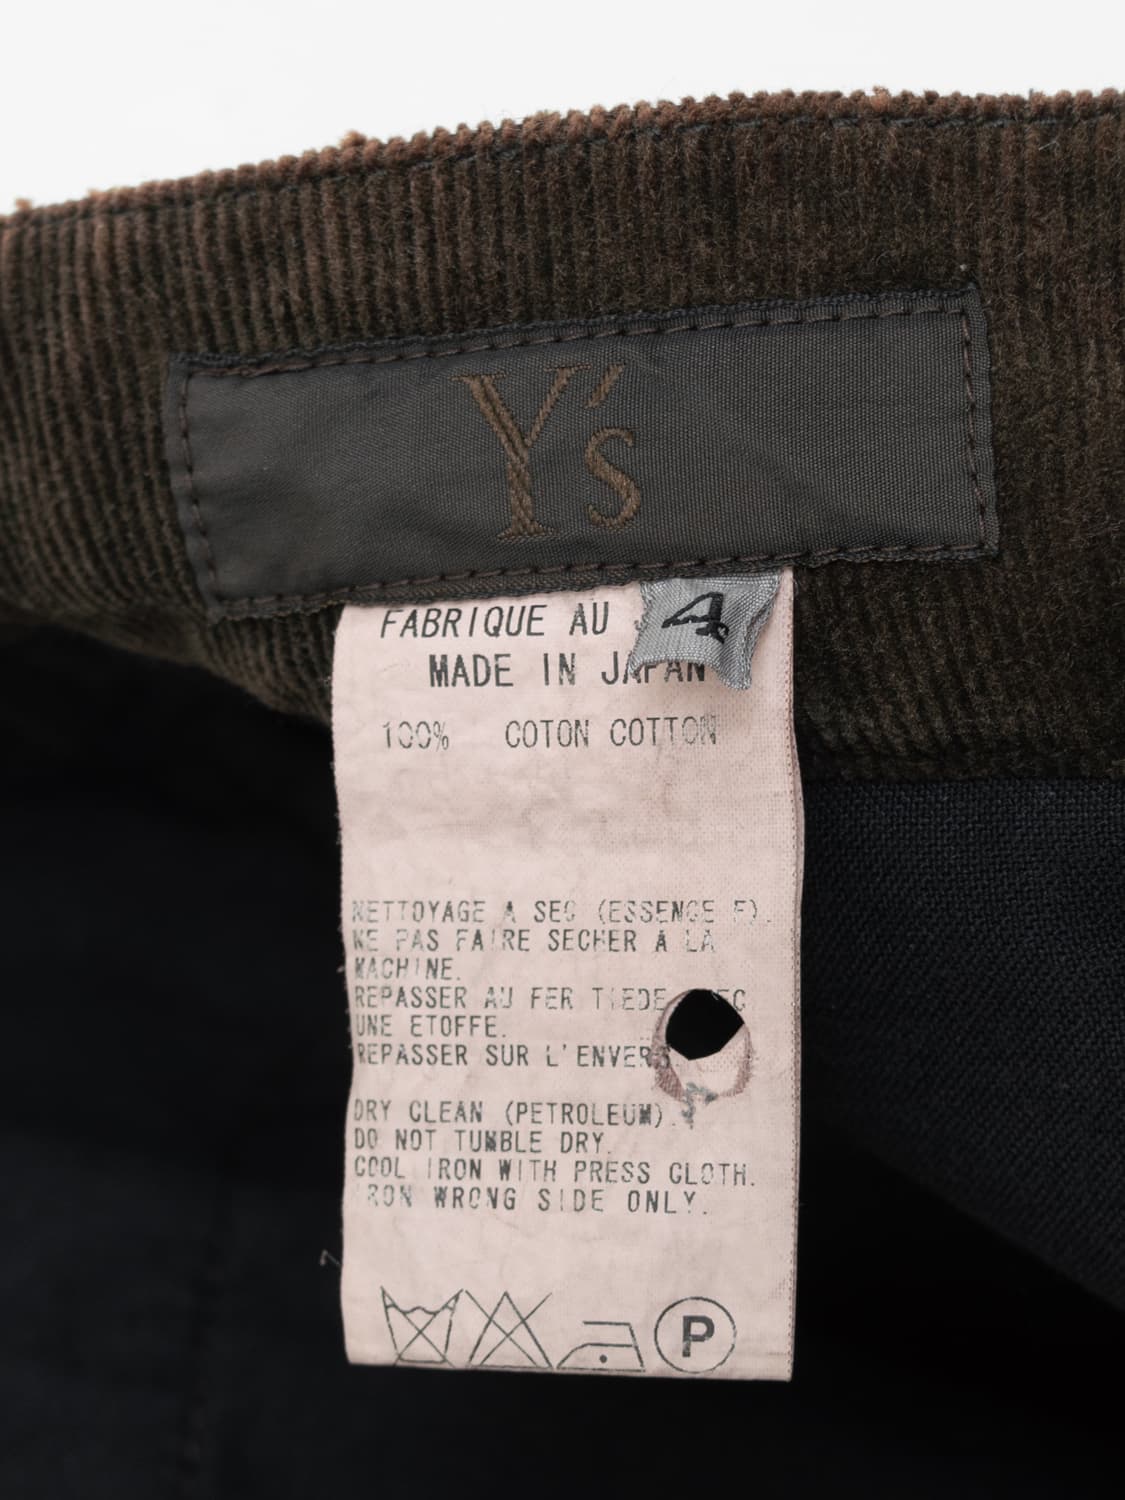 Y's
4
FABRIQUE AU
MADE IN JAPAN
100% COTON COTTON
NETTOYAGE A SEC (ESSENCE F).
NE PAS FAIRE SECHER A LA
MACHINE.
REPASSER AU FER TIEDE
UNE ETOFFE.
REPASSER SUR L'ENVERS
DRY CLEAN (PETROLEUM).
DO NOT TUMBLE DRY.
COOL IRON WITH PRESS CLOTH.
IRON WRONG SIDE ONLY.
P